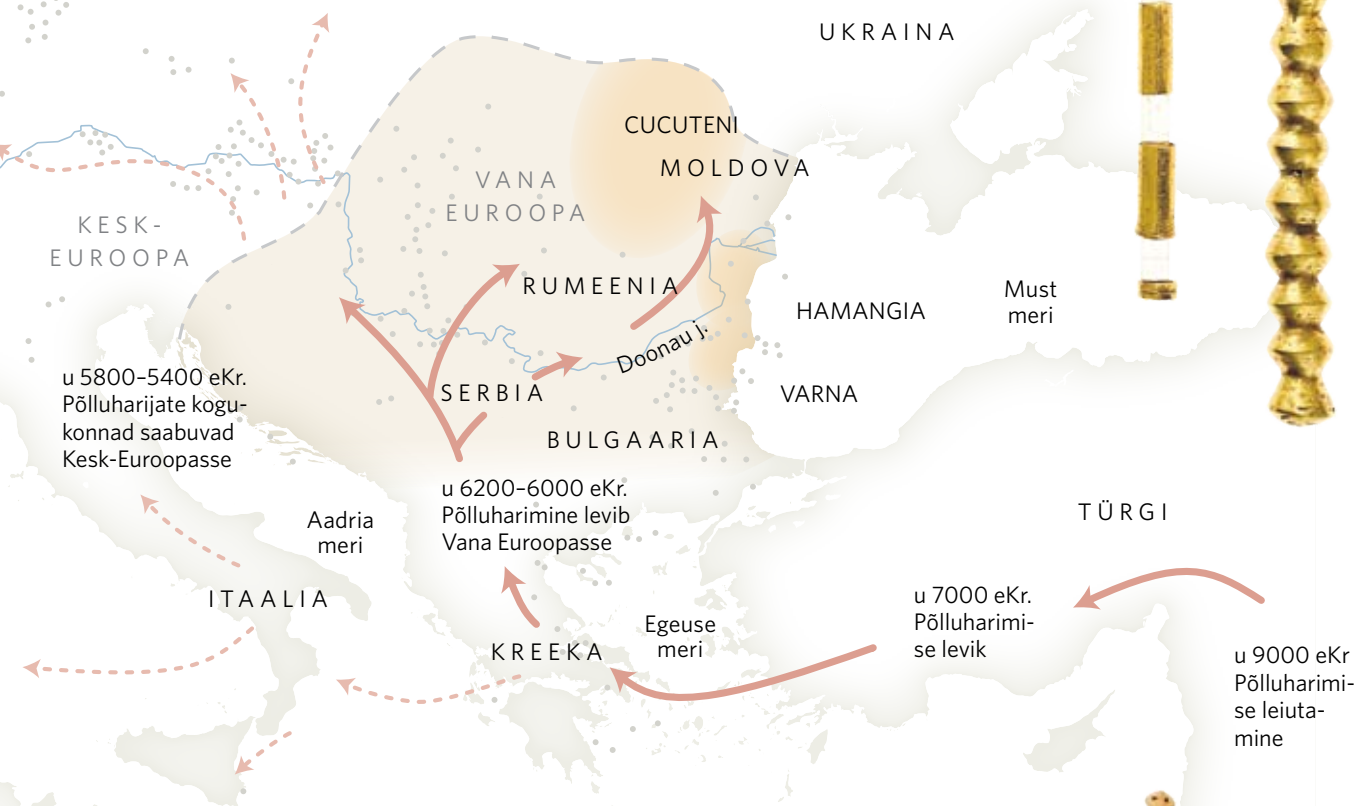 UKRAINA
CUCUTENI
MOLDOVA
VANA
EUROOPA
KESK-
EUROOPA
RUMEENIA
Must
meri
HAMANGIA
Doonau j.
u 5800–5400 eKr.
Põlluharijate kogu-
konnad saabuvad
Kesk-Euroopasse
SERBIA
VARNA
BULGAARIA
u 6200–6000 eKr.
Põlluharimine levib
Vana Euroopasse
Aadria
meri
TÜRGI
ITAALIA
u 7000 eKr.
Põlluharimi-
se levik
Egeuse
meri
KREEKA
u 9000 eKr
Põlluharimi-
se leiuta-
mine